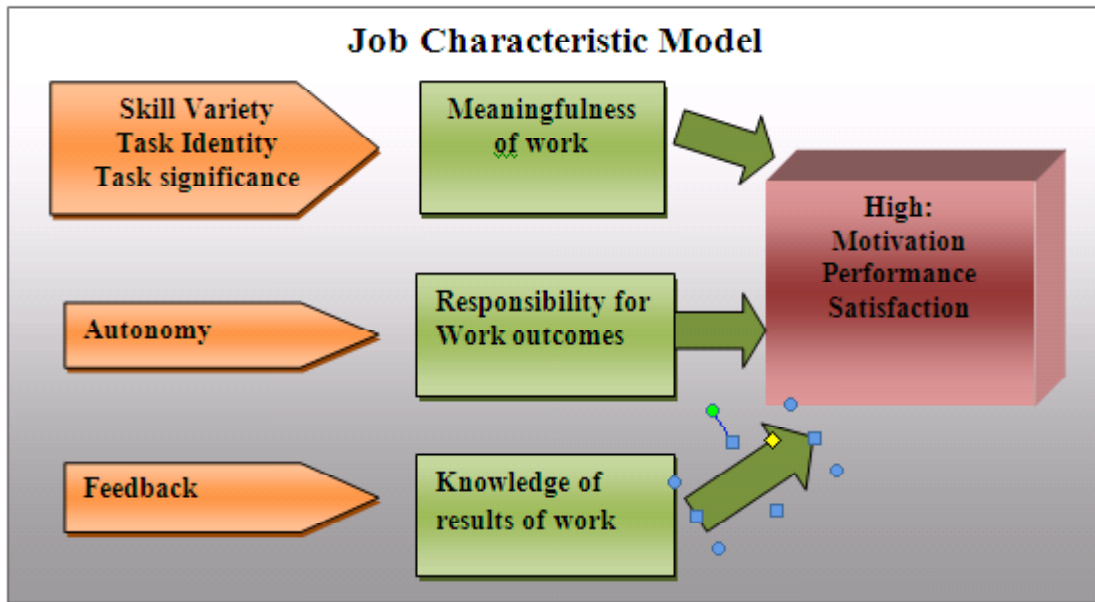 Job Characteristic Model
Skill Variety
Task Identity
Task significance
Meaningfulness
of work
High:
Motivation
Performance
Satisfaction
Autonomy
Responsibility for
Work outcomes
Feedback
Knowledge of
results of work